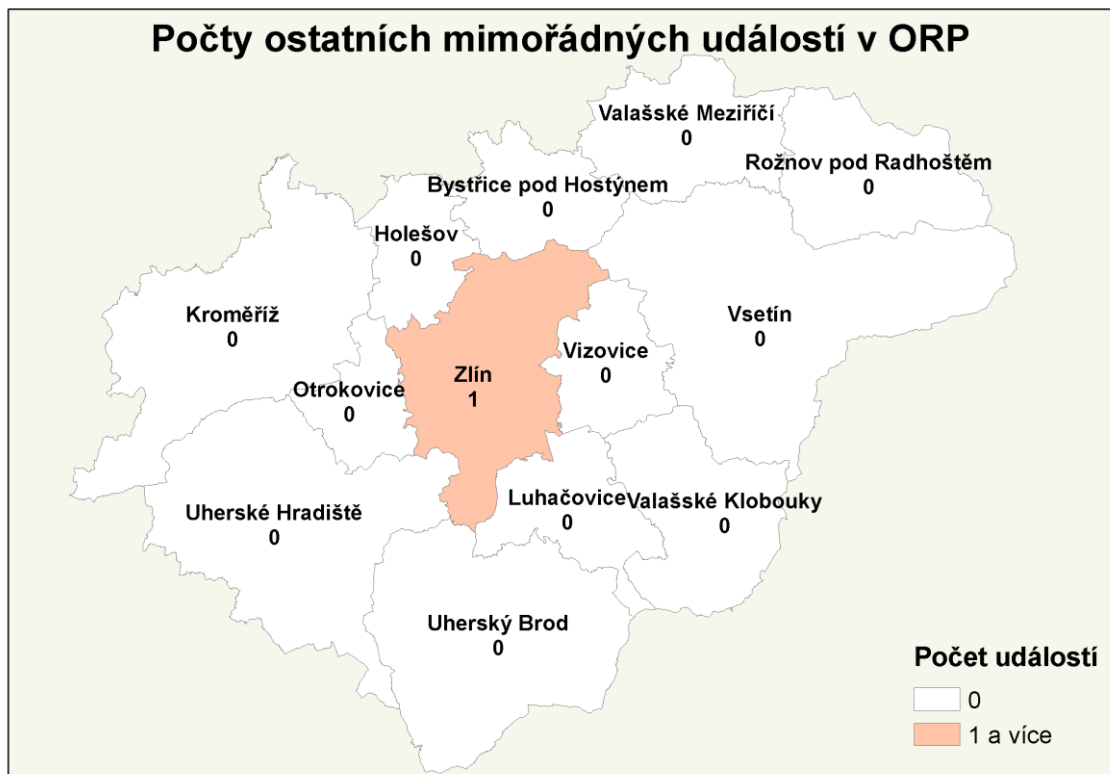 Počty ostatních mimořádných událostí v ORP
Valašské Meziříčí
0
Rožnov pod Radhoštěm
0
Bystřice pod Hostýnem
0
Holešov
0
Kroměříž
0
Vsetín
0
Vizovice
0
Zlín
1
Otrokovice
0
Luhačovice
0
Valašské Klobouky
0
Uherské Hradiště
0
Uherský Brod
0
Počet událostí
0
1 a více